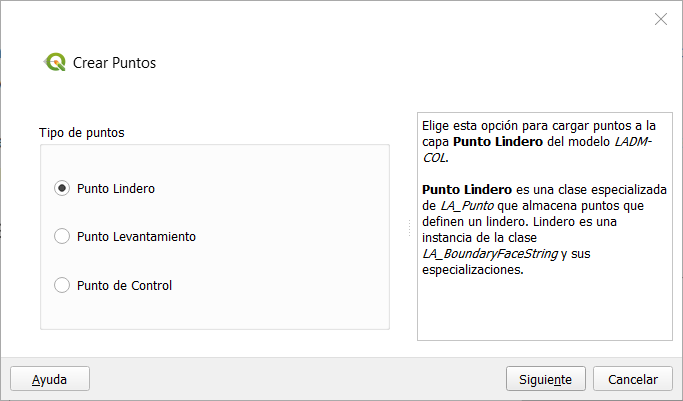 Crear Puntos
Tipo de puntos
Punto Lindero
Punto Levantamiento
Punto de Control
Elige esta opción para cargar puntos a la
capa Punto Lindero del modelo LADM-
COL.
Punto Lindero es una clase especializada
de LA_Punto que almacena puntos que
definen un lindero. Lindero es una
instancia de la clase
LA_BoundaryFaceString y sus
especializaciones.
Ayuda
Siguiente
Cancelar